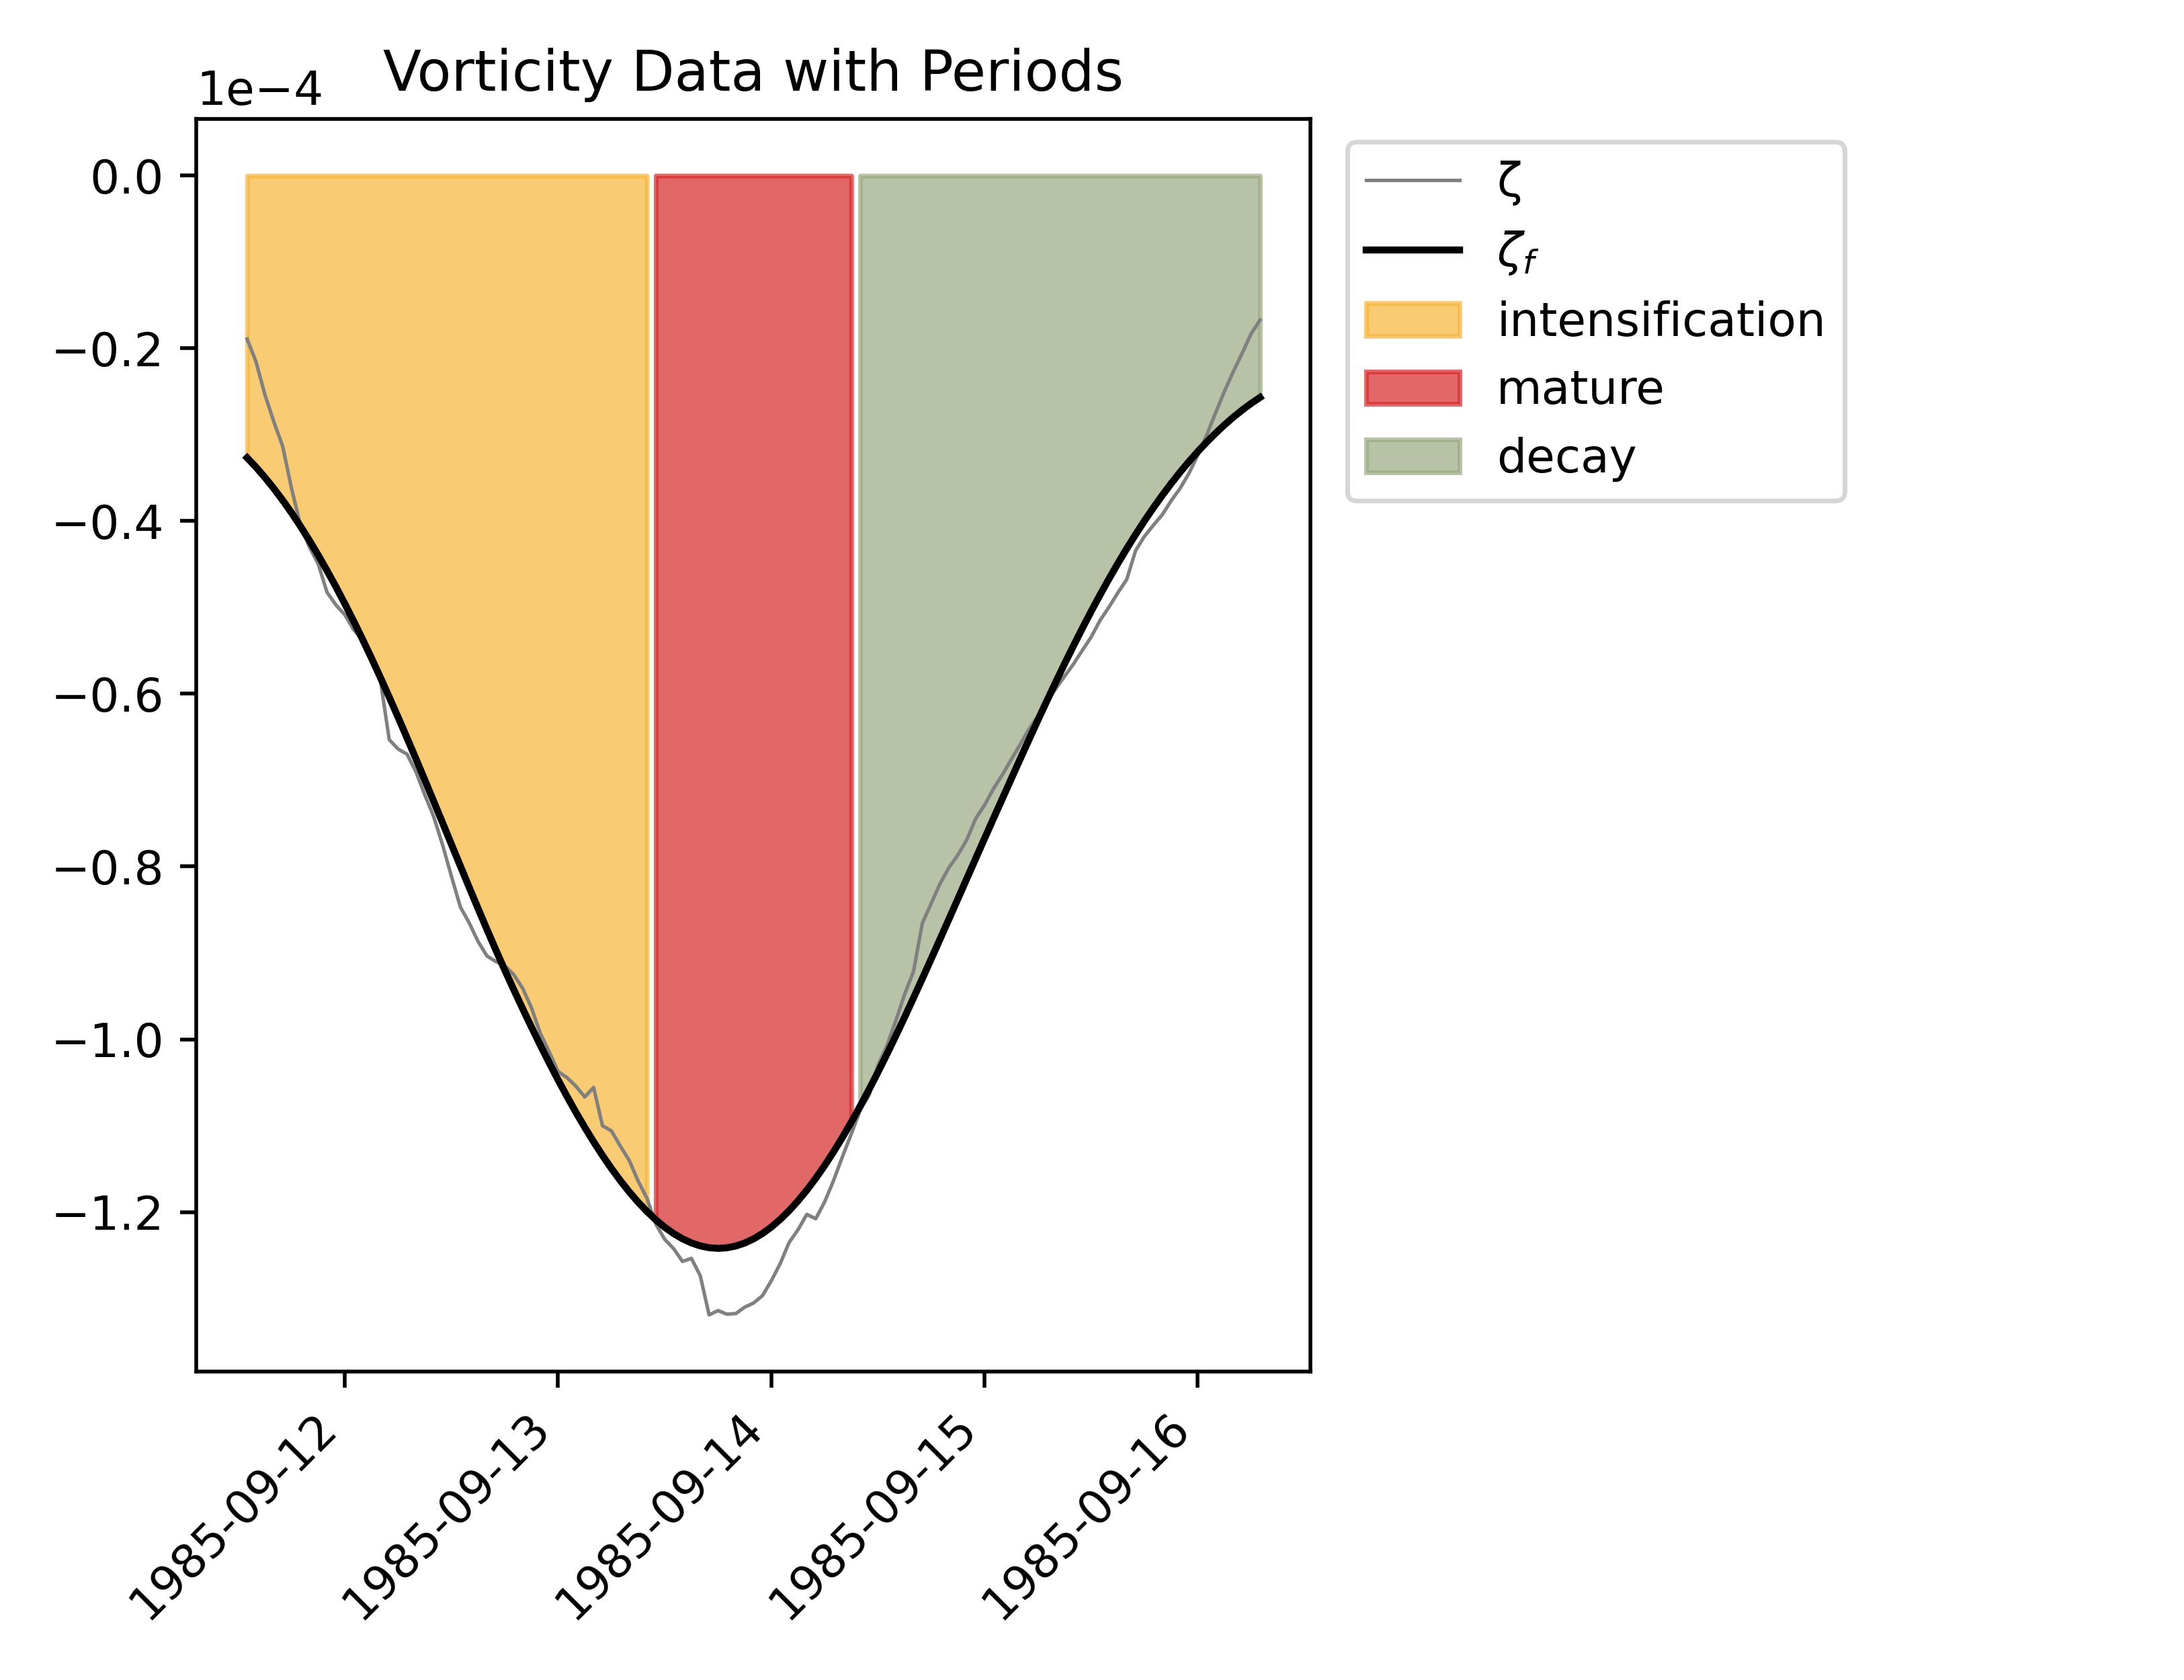 Vorticity Data with Periods
1e−4
0.0
−0.2
−0.4
−0.6
−0.8
−1.0
−1.2
1985-09-12
1985-09-13
1985-09-14
1985-09-15
1985-09-16
ζ
ζf
intensification
mature
decay